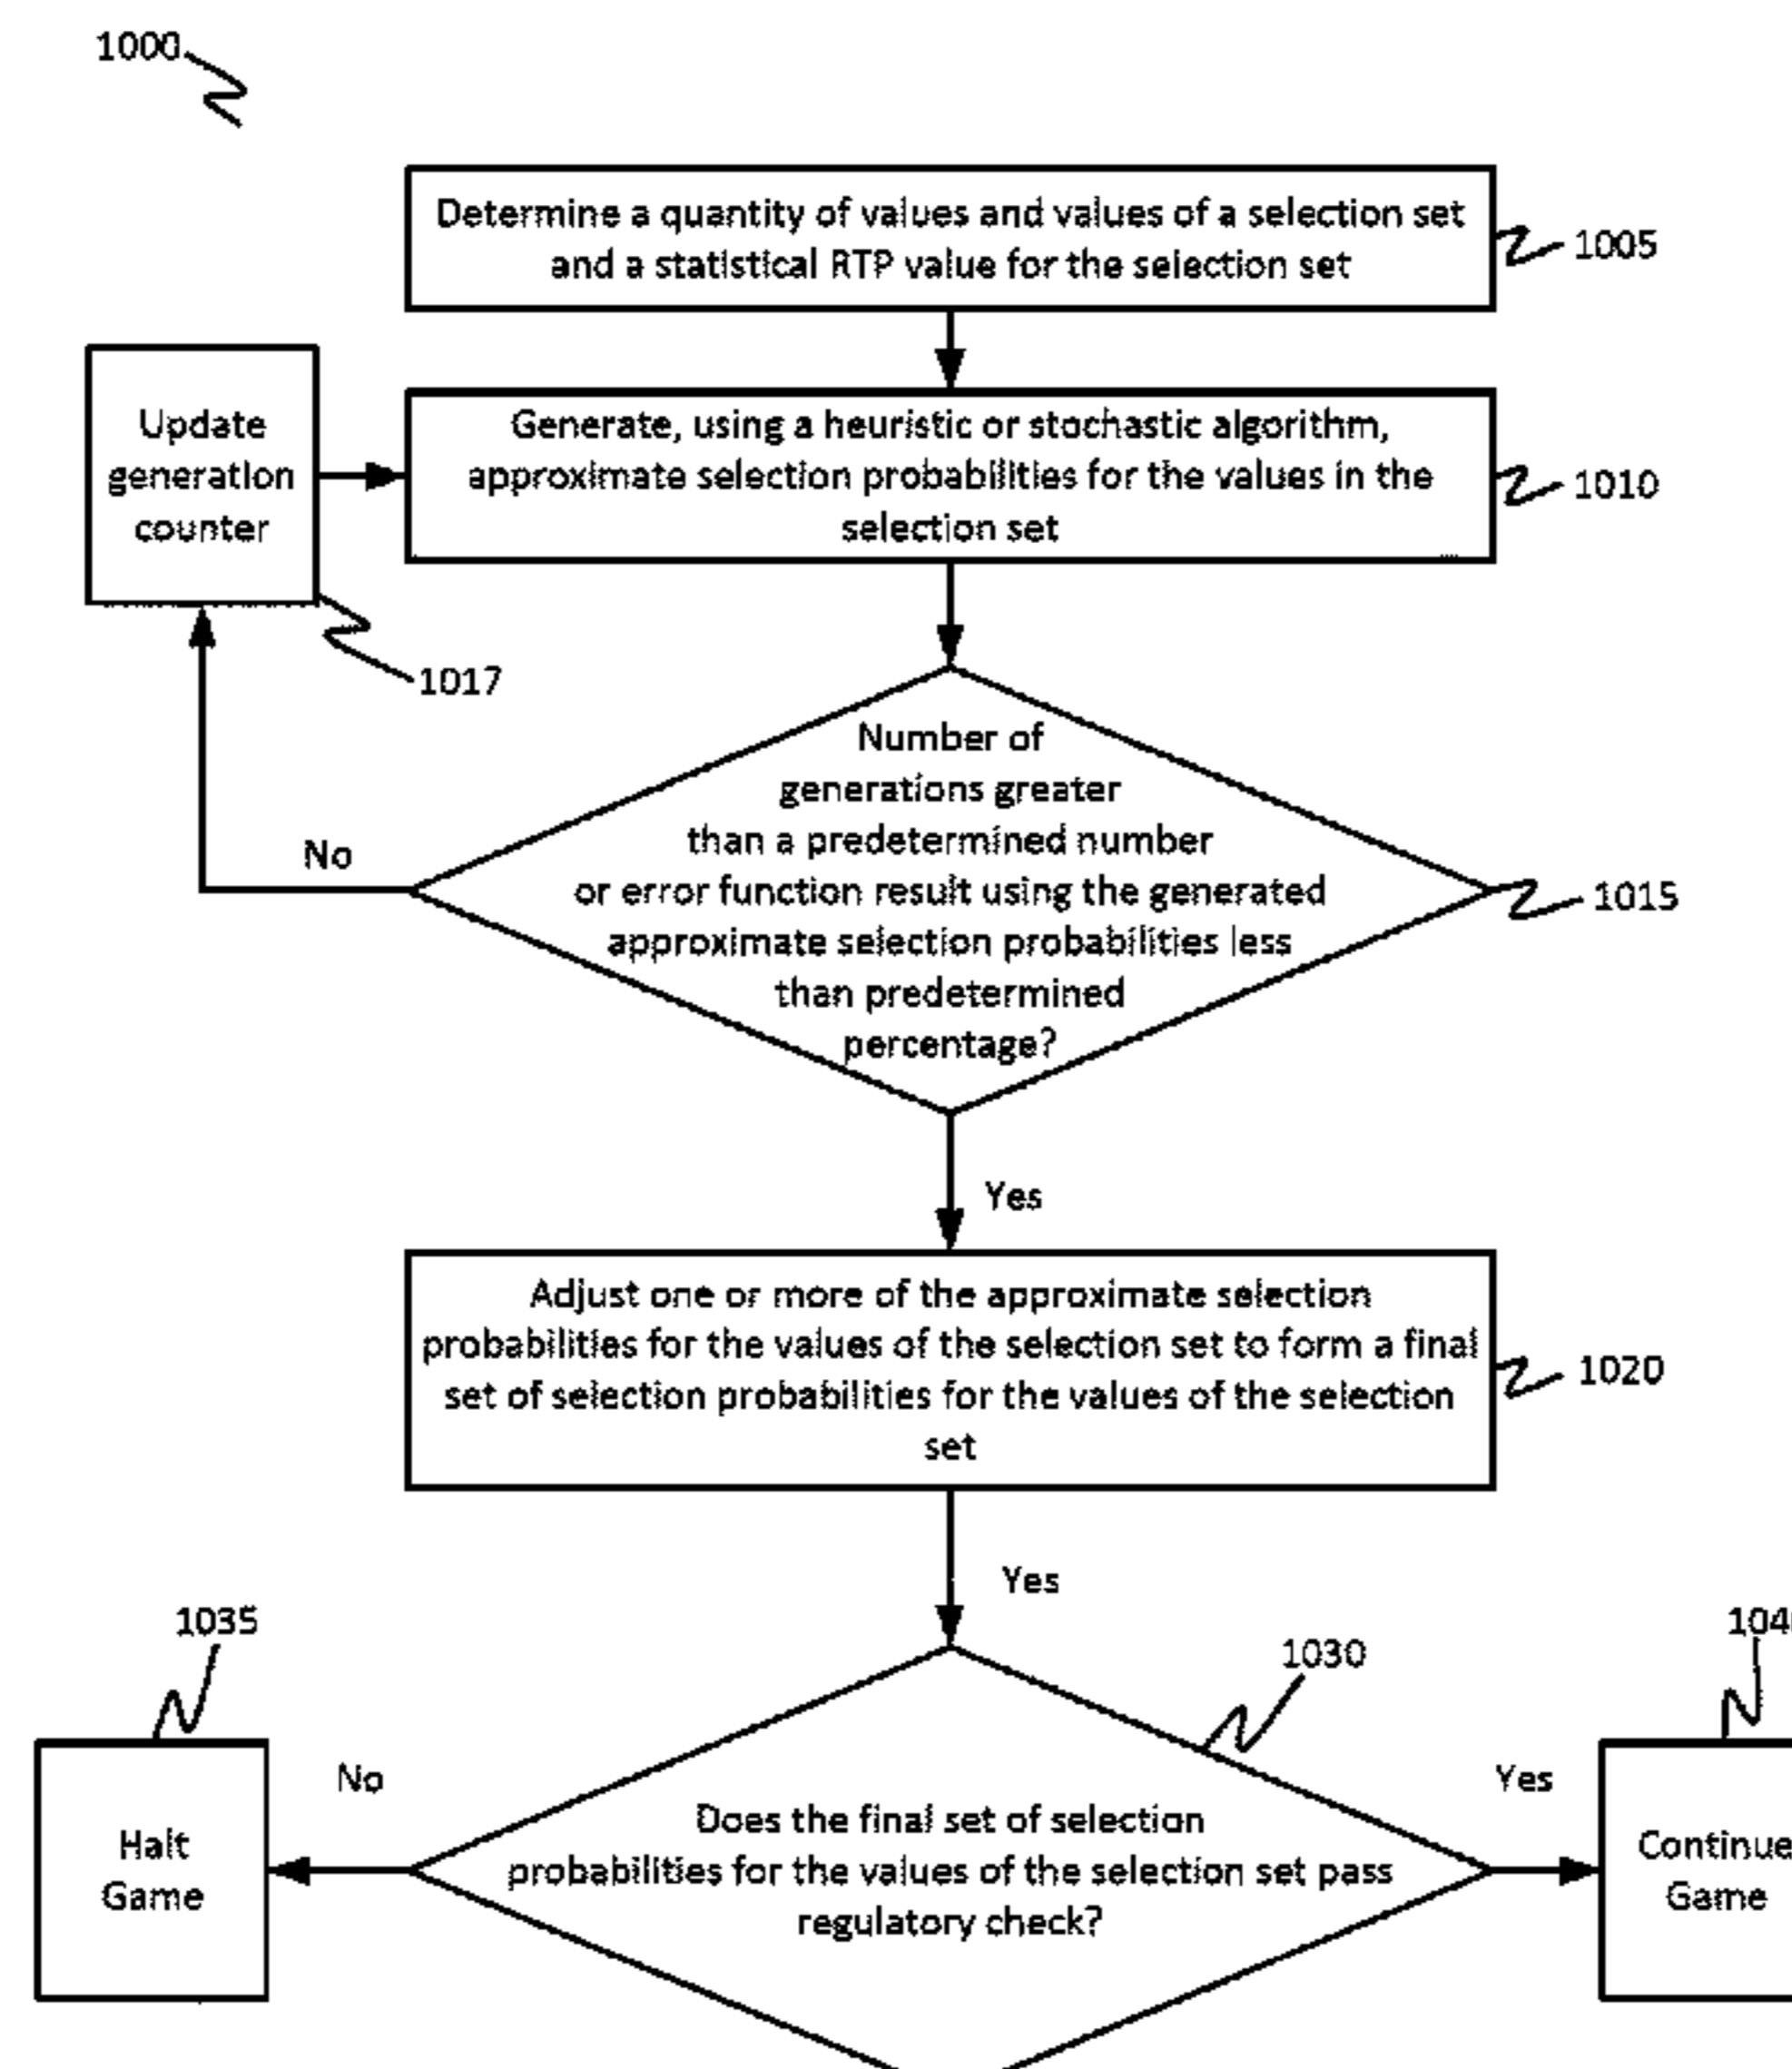 1000
Determine a quantity of values and values of a selection set
and a statistical RTP value for the selection set
1005
Update
generation
counter
Generate, using a heuristic or stochastic algorithm,
approximate selection probabilities for the values in the
selection set
1010
1017
Number of
generations greater
than a predetermined number
or error function result using the generated
approximate selection probabilities less
than predetermined
percentage?
No
1015
Yes
Adjust one or more of the approximate selection
probabilities for the values of the selection set to form a final
set of selection probabilities for the values of the selection
set
1020
Yes
1035
1030
No
Yes
Halt
Game
Does the final set of selection
probabilities for the values of the selection set pass
regulatory check?
Continue
Game